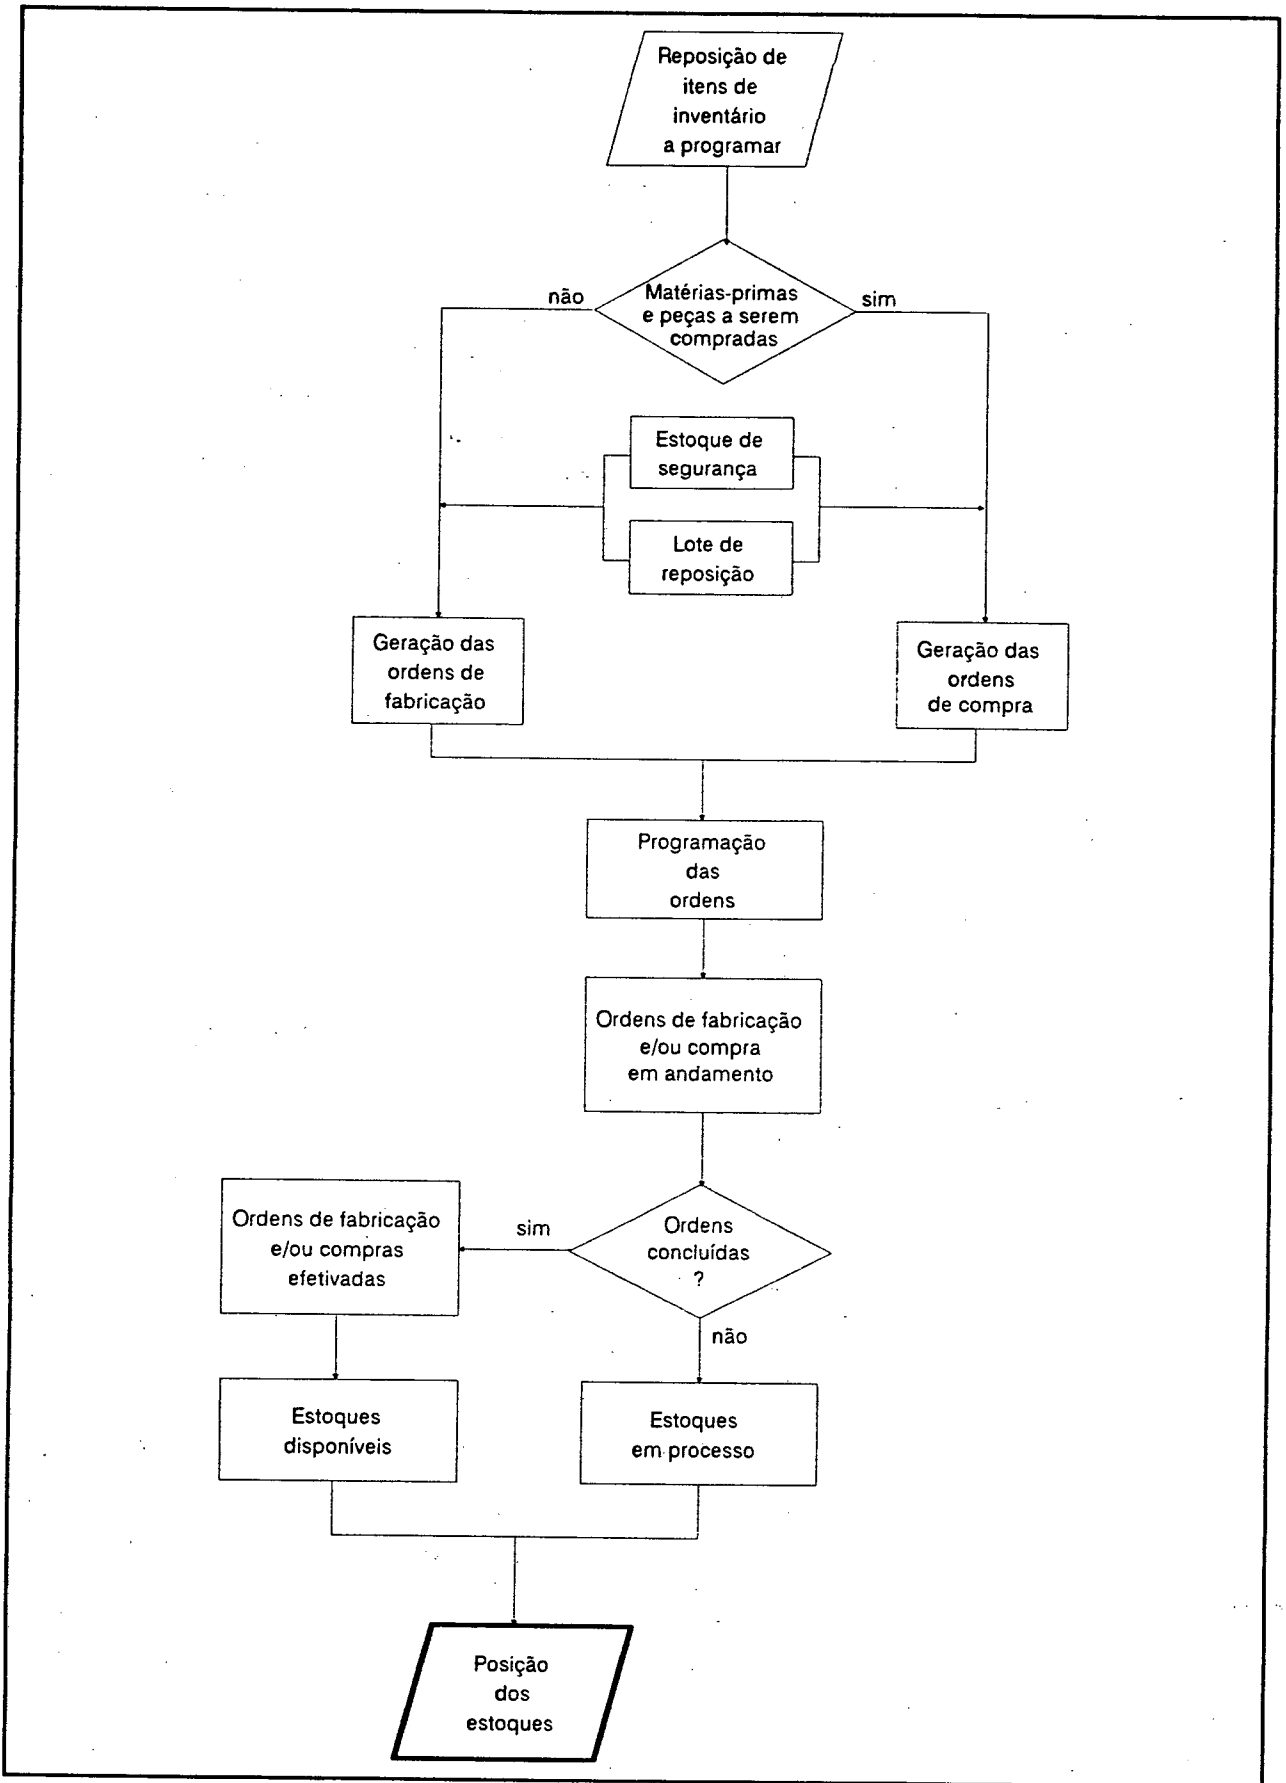 Reposição de
itens de
inventário
a programar
não
Matérias-primas
e peças a serem
compradas
sim
Estoque de
segurança
Lote de
reposição
Geração das
ordens de
fabricação
Geração das
ordens
de compra
Programação
das
ordens
Ordens de fabricação
e/ou compra
em andamento
Ordens de fabricação
e/ou compras
efetivadas
sim
Ordens
concluídas
?
não
Estoques
disponíveis
Estoques
em processo
Posição
dos
estoques